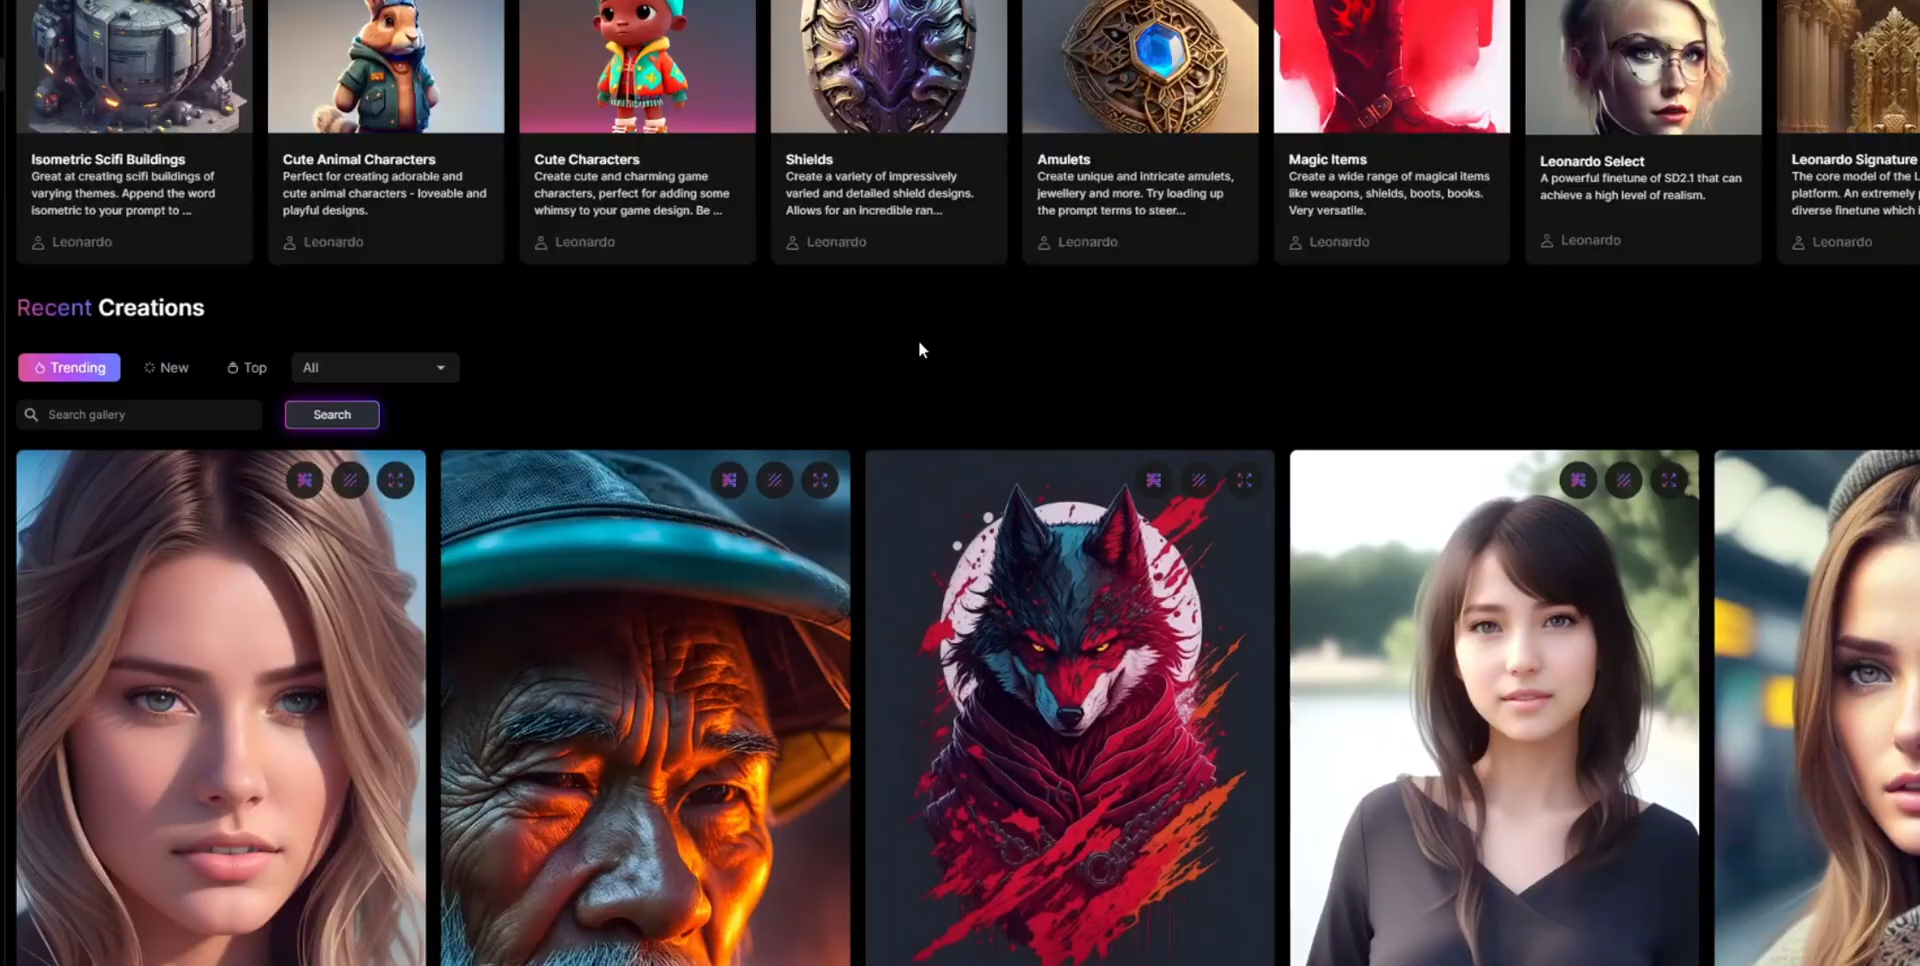 Isometric Scifi Buildings
Great at creating scifi buildings of
varying themes. Append the word
isometric to your prompt to ...
Leonardo
Cute Animal Characters
Perfect for creating adorable and
cute animal characters - loveable and
playful designs.
Leonardo
Cute Characters
Create cute and charming game
characters, perfect for adding some
whimsy to your game design. Be ...
Leonardo
Shields
Create a variety of impressively
varied and detailed shield designs.
Allows for an incredible ran...
Leonardo
Amulets
Create unique and intricate amulets,
jewellery and more. Try loading up
the prompt terms to steer...
Leonardo
Magic Items
Create a wide range of magical items
like weapons, shields, boots, books.
Very versatile.
Leonardo
Leonardo Select
A powerful finetune of SD2.1 that can
achieve a high level of realism.
Leonardo
Leonardo Signature
The core model of the L
platform. An extremely
diverse finetune which
Leonardo
Recent Creations
Trending
New
Top
All
Search gallery
Search